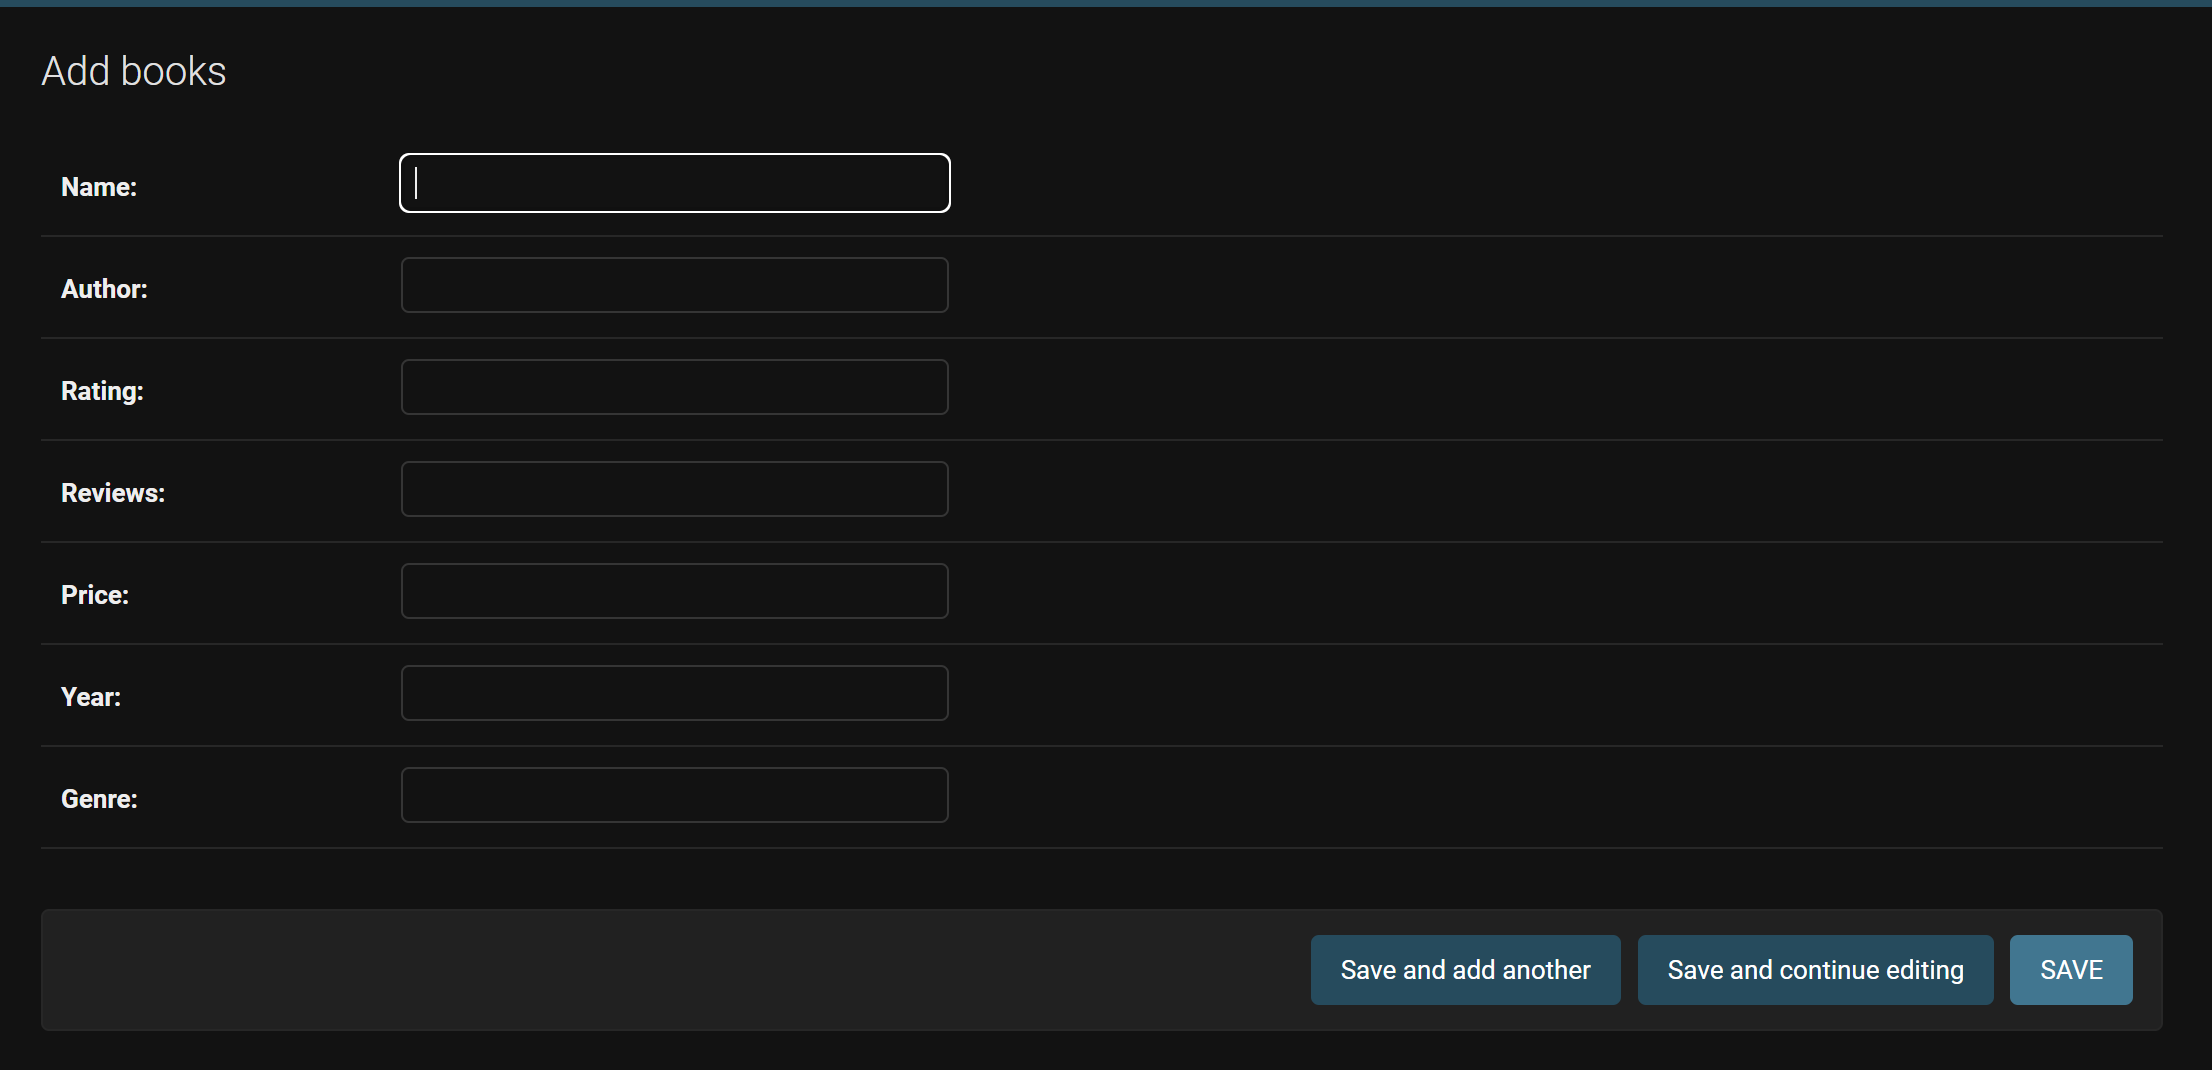 Add books
Name:
Author:
Rating:
Reviews:
Price:
Year:
Genre:
Save and add another Save and continue editing SAVE